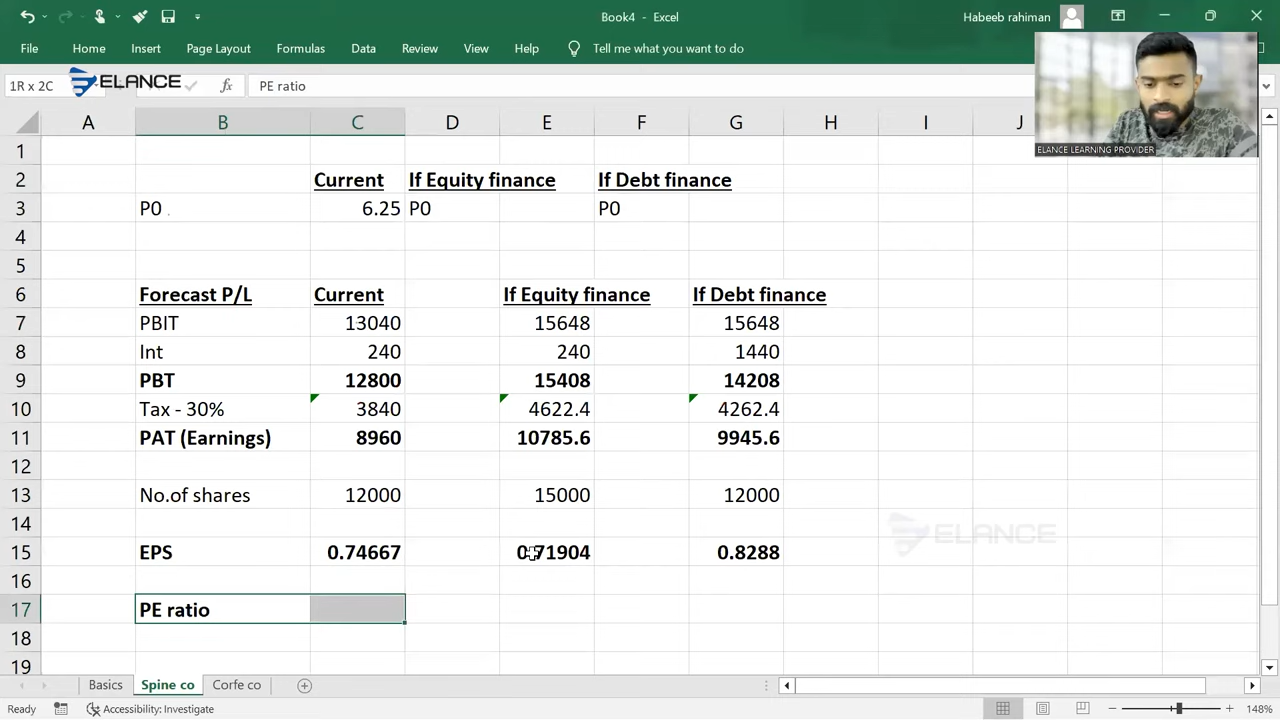 Book4 - Excel
Habeeb rahiman
File Home Insert Page Layout Formulas Data Review View Help Tell me what you want to do
1R x 2C ELANCE fx PE ratio
ELANCE LEARNING PROVIDER
A B C D E F G H I J
1
2 Current If Equity finance If Debt finance
3 P0 6.25 P0 P0
4
5
6 Forecast P/L Current If Equity finance If Debt finance
7 PBIT 13040 15648 15648
8 Int 240 240 1440
9 PBT 12800 15408 14208
10 Tax - 30% 3840 4622.4 4262.4
11 PAT (Earnings) 8960 10785.6 9945.6
12
13 No.of shares 12000 15000 12000
14
ELANCE
15 EPS 0.74667 0.71904 0.8288
16
17 PE ratio
18
19
Basics Spine co Corfe co
Ready Accessibility: Investigate 148%